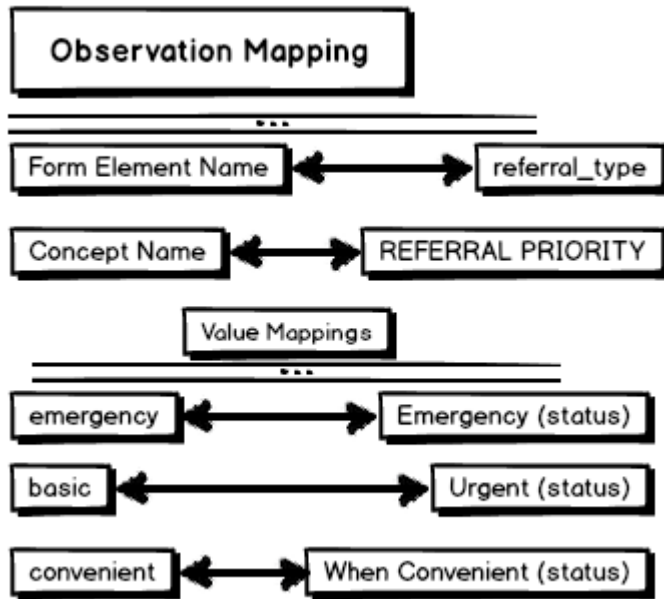 Observation Mapping
...
Form Element Name referral_type
Concept Name REFERRAL PRIORITY
Value Mappings
...
emergency Emergency (status)
basic Urgent (status)
convenient When Convenient (status)